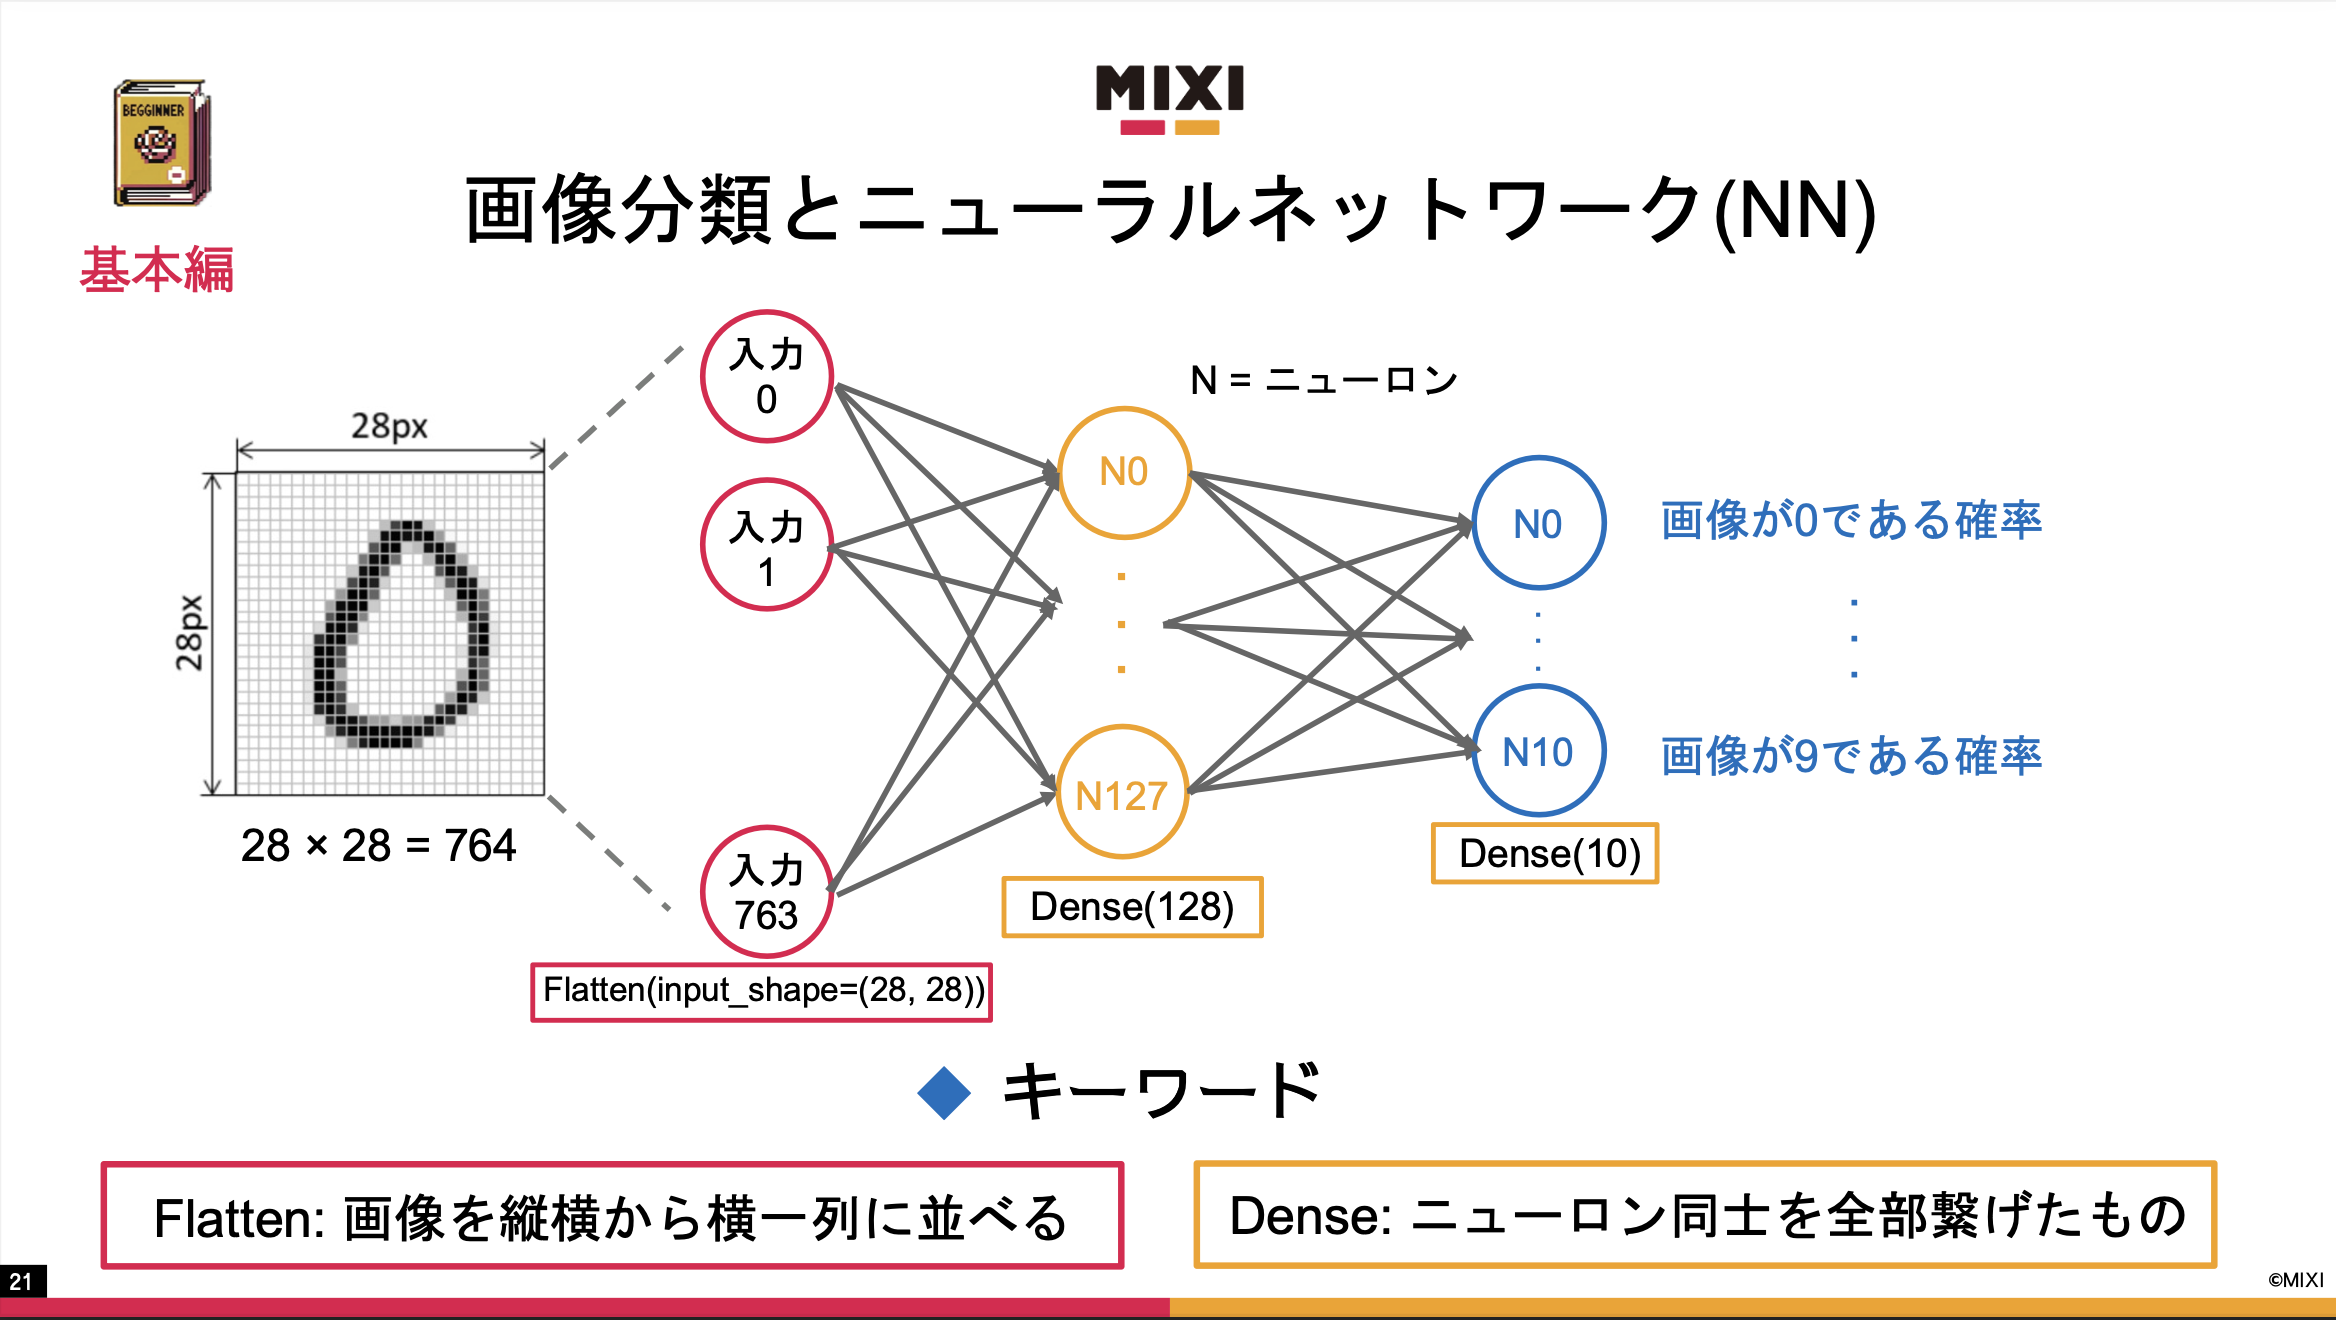 MIXI
BEGGINNER
基本編
画像分類とニューラルネットワーク(NN)
28px
28px
28 × 28 = 764
入力
0
入力
1
入力
763
Flatten(input_shape=(28, 28))
N = ニューロン
N0
N127
Dense(128)
N0
N10
Dense(10)
画像が0である確率
画像が9である確率
キーワード
Flatten: 画像を縦横から横一列に並べる
Dense: ニューロン同士を全部繋げたもの
21
©MIXI